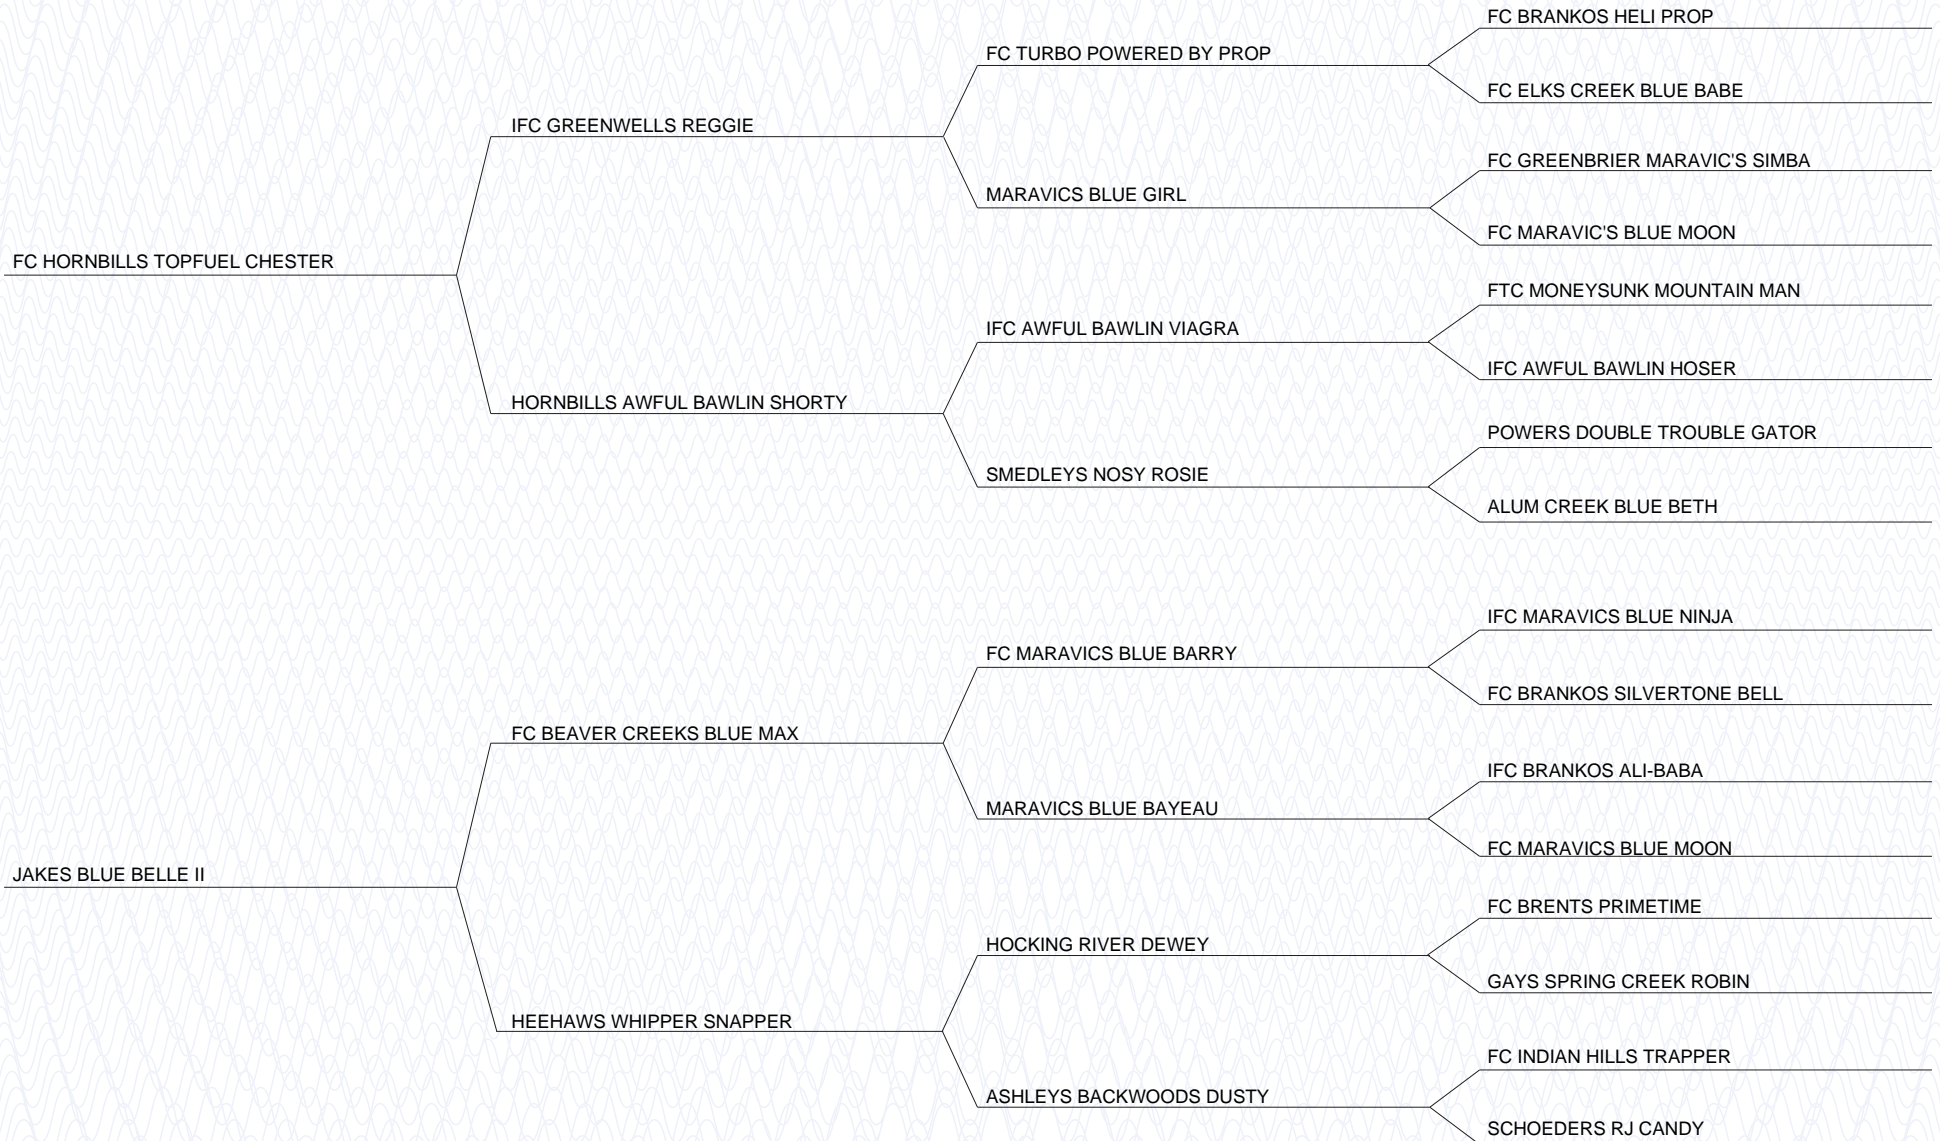 FC BRANKOS HELI PROP
FC TURBO POWERED BY PROP
FC ELKS CREEK BLUE BABE
IFC GREENWELLS REGGIE
FC GREENBRIER MARAVIC'S SIMBA
MARAVICS BLUE GIRL
FC MARAVIC'S BLUE MOON
FC HORNBILLS TOPFUEL CHESTER
FTC MONEYSUNK MOUNTAIN MAN
IFC AWFUL BAWLIN VIAGRA
IFC AWFUL BAWLIN HOSER
HORNBILLS AWFUL BAWLIN SHORTY
POWERS DOUBLE TROUBLE GATOR
SMEDLEYS NOSY ROSIE
ALUM CREEK BLUE BETH
IFC MARAVICS BLUE NINJA
FC MARAVICS BLUE BARRY
FC BRANKOS SILVERTONE BELL
FC BEAVER CREEKS BLUE MAX
IFC BRANKOS ALI-BABA
MARAVICS BLUE BAYEAU
FC MARAVICS BLUE MOON
JAKES BLUE BELLE II
FC BRENTS PRIMETIME
HOCKING RIVER DEWEY
GAYS SPRING CREEK ROBIN
HEEHAWS WHIPPER SNAPPER
FC INDIAN HILLS TRAPPER
ASHLEYS BACKWOODS DUSTY
SCHOEDERS RJ CANDY